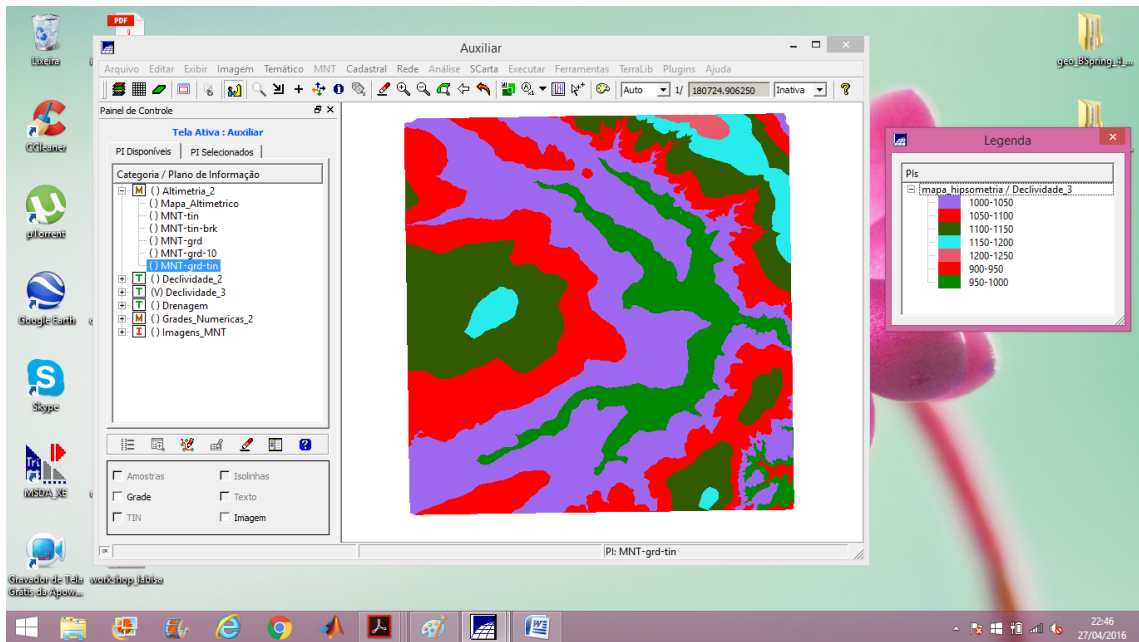 Lixeira
CCleaner
µTorrent
Google Earth
Skype
MSDA_XE
Gravador de Tela
Grátis da Apow...
PDF
workshop_labisa
geo_BSpring_d_...
Auxiliar
Arquivo Editar Exibir Imagem Temático MNT Cadastral Rede Análise SCarta Executar Ferramentas TerraLib Plugins Ajuda
Auto 1/ 180724.906250 Inativa
Painel de Controle
Tela Ativa : Auxiliar
PI Disponíveis PI Selecionados
Categoria / Plano de Informação
M () Altimetria_2
() Mapa_Altimetrico
() MNT-tin
() MNT-tin-brk
() MNT-grd
() MNT-grd-10
() MNT-grd-tin
T () Declividade_2
T (V) Declividade_3
T () Drenagem
M () Grades_Numericas_2
I () Imagens_MNT
Amostras Isolinhas
Grade Texto
TIN Imagem
PI: MNT-grd-tin
Legenda
PIs
mapa_hipsometria / Declividade_3
1000-1050
1050-1100
1100-1150
1150-1200
1200-1250
900-950
950-1000
22:46
27/04/2016